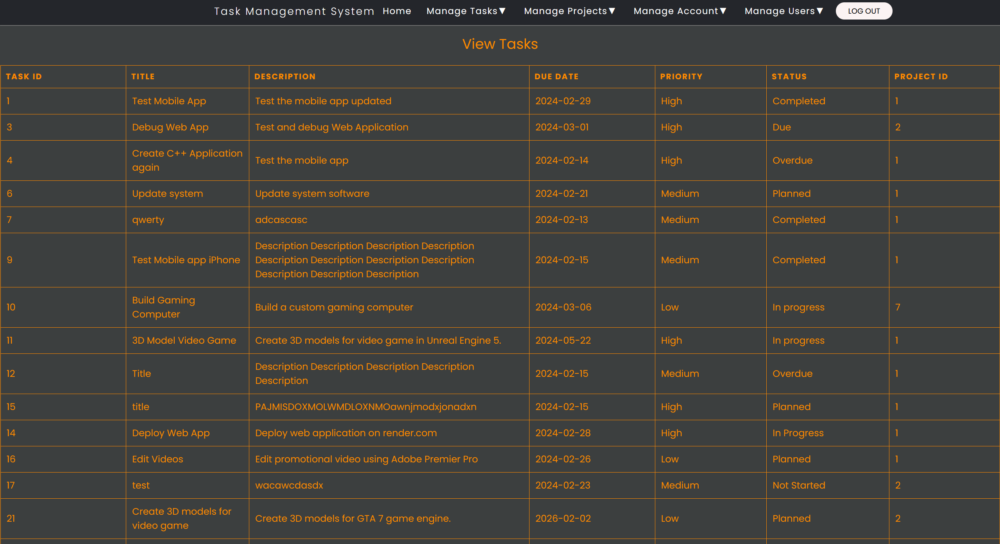 Task Management System Home Manage Tasks▼ Manage Projects▼ Manage Account▼ Manage Users▼ LOG OUT
View Tasks
TASK ID TITLE DESCRIPTION DUE DATE PRIORITY STATUS PROJECT ID
1 Test Mobile App Test the mobile app updated 2024-02-29 High Completed 1
3 Debug Web App Test and debug Web Application 2024-03-01 High Due 2
4 Create C++ Application
again Test the mobile app 2024-02-14 High Overdue 1
6 Update system Update system software 2024-02-21 Medium Planned 1
7 qwerty adcascasc 2024-02-13 Medium Completed 1
9 Test Mobile app iPhone Description Description Description Description
Description Description Description Description
Description Description Description 2024-02-15 Medium Completed 1
10 Build Gaming
Computer Build a custom gaming computer 2024-03-06 Low In progress 7
11 3D Model Video Game Create 3D models for video game in Unreal Engine 5. 2024-05-22 High In progress 1
12 Title Description Description Description Description
Description 2024-02-15 Medium Overdue 1
15 title PAJMISDOXMOLWMDLOXNMOawnjmodxjonadxn 2024-02-15 High Planned 1
14 Deploy Web App Deploy web application on render.com 2024-02-28 High In Progress 1
16 Edit Videos Edit promotional video using Adobe Premier Pro 2024-02-26 Low Planned 1
17 test wacawcdasdx 2024-02-23 Medium Not Started 2
21 Create 3D models for
video game Create 3D models for GTA 7 game engine. 2026-02-02 Low Planned 2